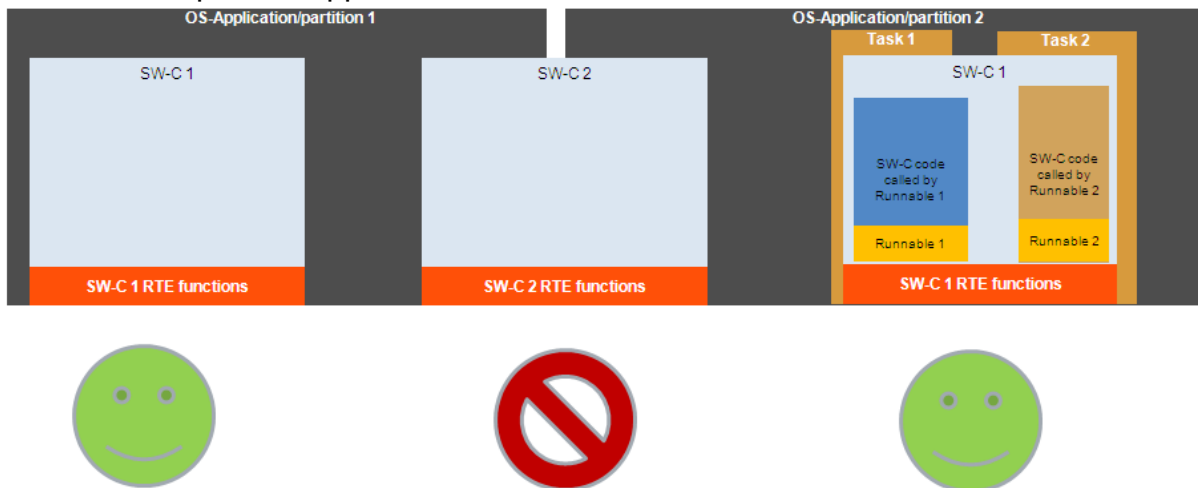 OS-Application/partition 1
OS-Application/partition 2
Task 1
Task 2
SW-C 1
SW-C 2
SW-C 1
SW-C code
called by
Runnable 1
SW-C code
called by
Runnable 2
Runnable 1
Runnable 2
SW-C 1 RTE functions
SW-C 2 RTE functions
SW-C 1 RTE functions